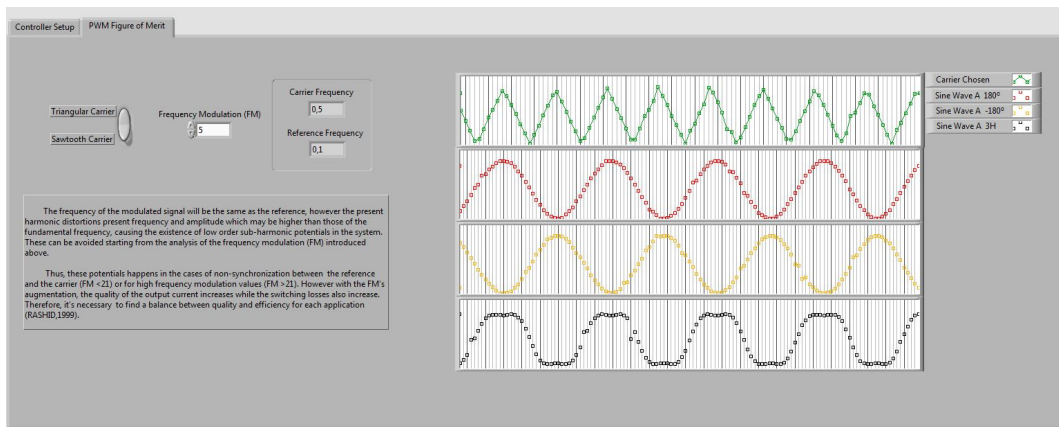 Controller Setup
PWM Figure of Merit
Triangular Carrier
Sawtooth Carrier
Frequency Modulation (FM)
5
Carrier Frequency
0,5
Reference Frequency
0,1
The frequency of the modulated signal will be the same as the reference, however the present
harmonic distortions present frequency and amplitude which may be higher than those of the
fundamental frequency, causing the existence of low order sub-harmonic potentials in the system.
These can be avoided starting from the analysis of the frequency modulation (FM) introduced
above.
Thus, these potentials happens in the cases of non-synchronization between the reference
and the carrier (FM <21) or for high frequency modulation values (FM >21). However with the FM's
augmentation, the quality of the output current increases while the switching losses also increase.
Therefore, it's necessary to find a balance between quality and efficiency for each application
(RASHID,1999).
Carrier Chosen
Sine Wave A 180º
Sine Wave A -180º
Sine Wave A 3H